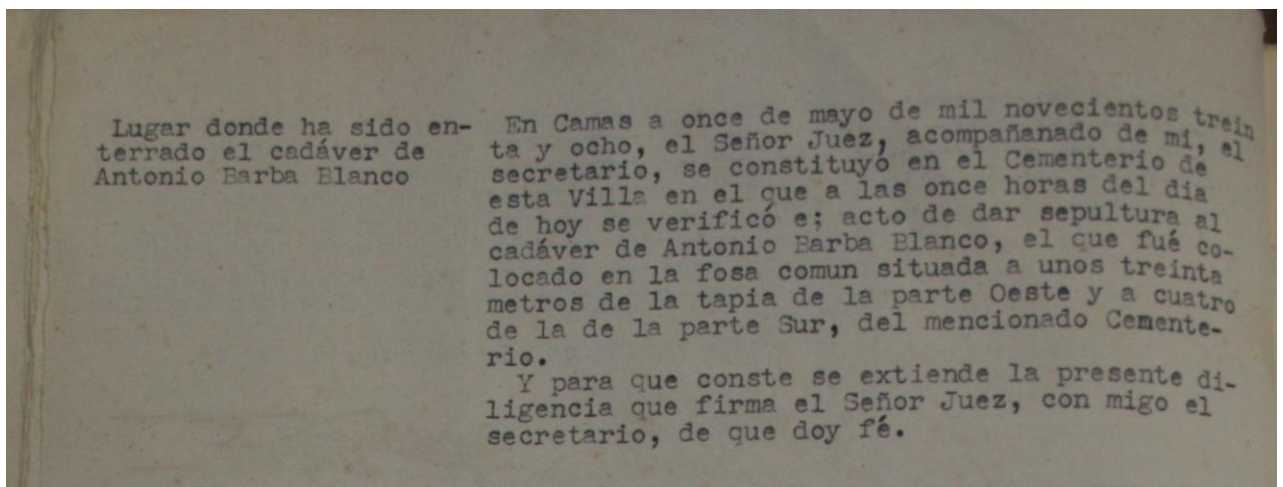 Lugar donde ha sido en-
terrado el cadáver de
Antonio Barba Blanco
En Camas a once de mayo de mil novecientos trein
ta y ocho, el Señor Juez, acompañanado de mi, el
secretario, se constituyó en el Cementerio de
esta Villa en el que a las once horas del dia
de hoy se verificó e; acto de dar sepultura al
cadáver de Antonio Barba Blanco, el que fué co-
locado en la fosa comun situada a unos treinta
metros de la tapia de la parte Oeste y a cuatro
de la de la parte Sur, del mencionado Cemente-
rio.
Y para que conste se extiende la presente di-
ligencia que firma el Señor Juez, con migo el
secretario, de que doy fé.